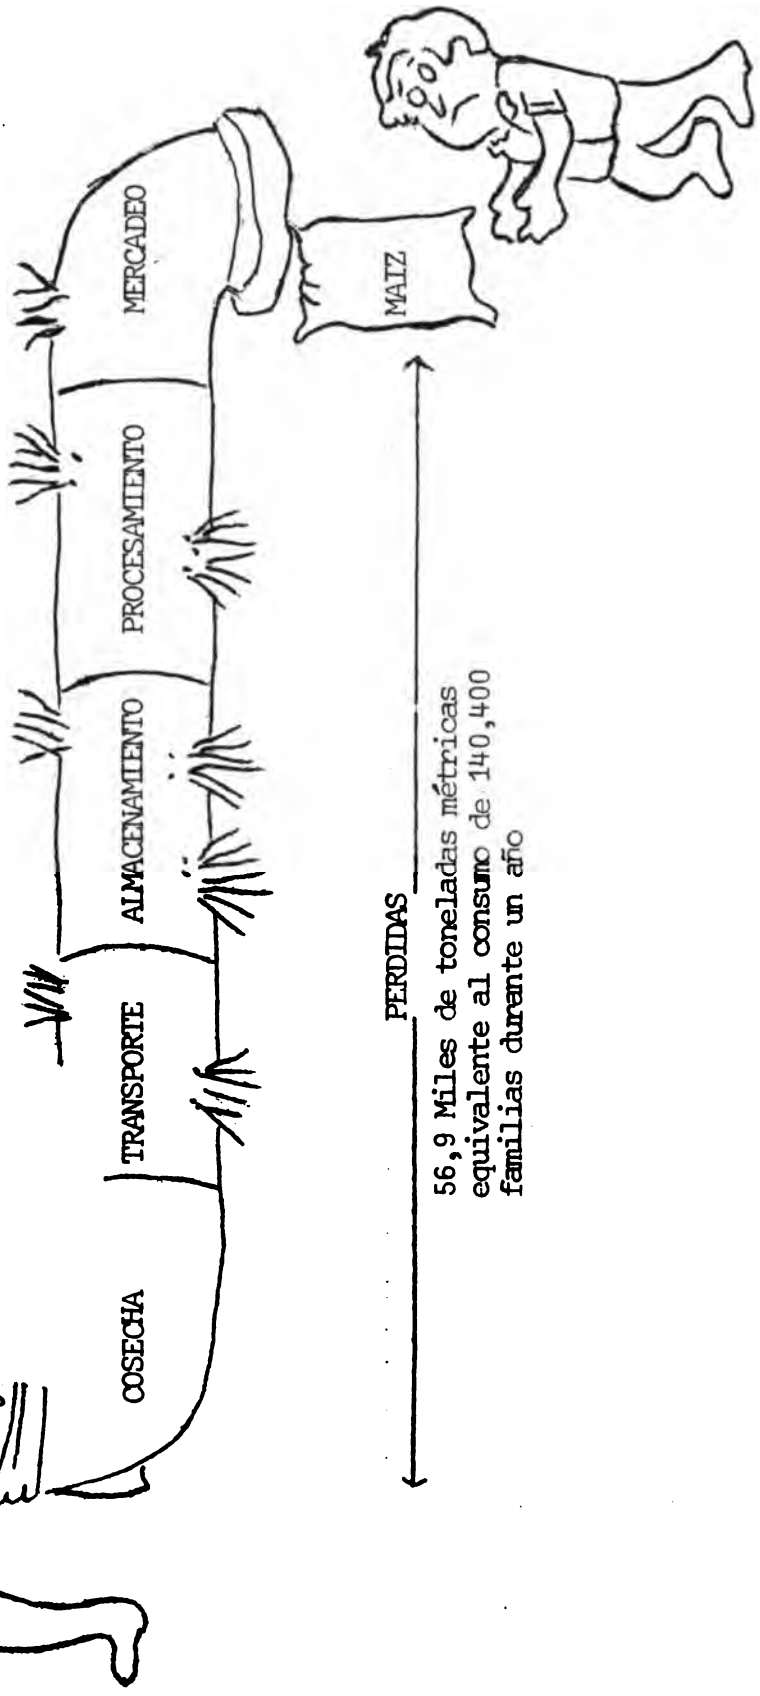 COSECHA
TRANSPORTE
ALMACENAMIENTO
PROCESAMIENTO
MERCADEO
MAIZ
PERDIDAS
56,9 Miles de toneladas métricas
equivalente al consumo de 140,400
familias durante un año